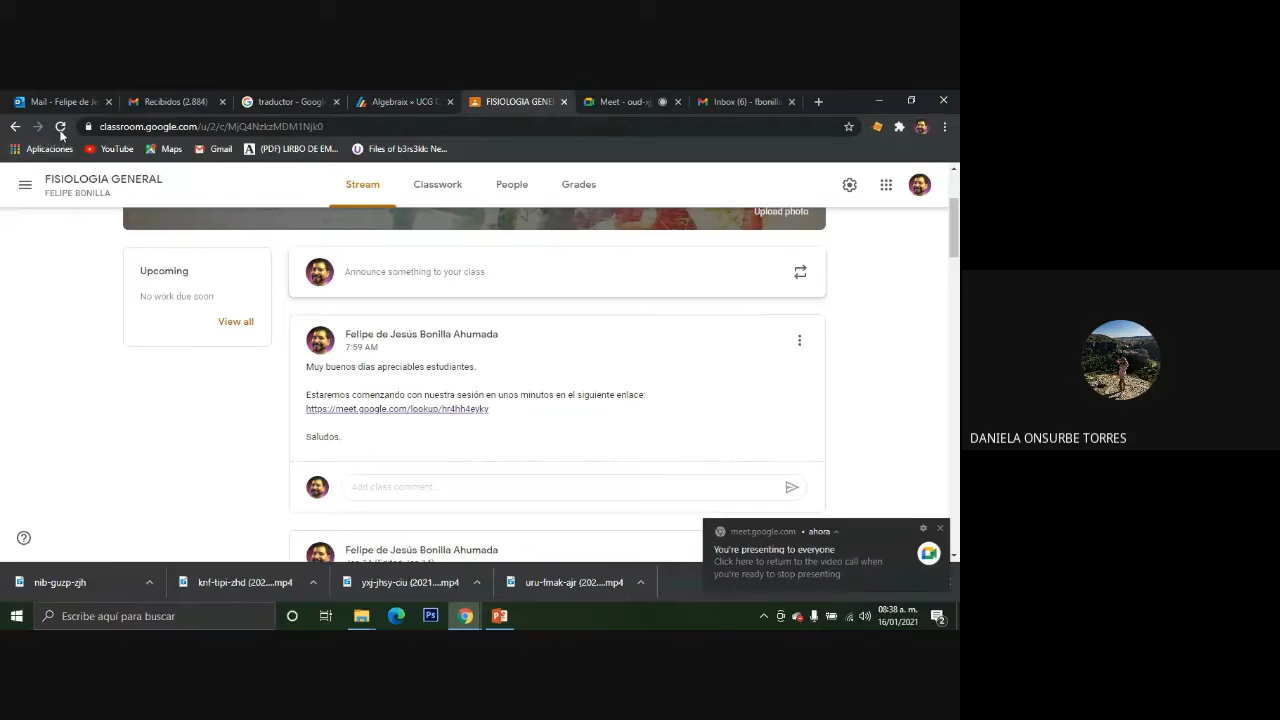 Mail - Felipe de Je
Recibidos (2.884)
traductor - Google
Algebraix » UCG C
FISIOLOGIA GENE
Meet - oud-xj
Inbox (6) - fbonill
classroom.google.com/u/2/c/MjQ4NzkzMDM1Njk0
Aplicaciones
YouTube
Maps
Gmail
(PDF) LIRBO DE EM...
Files of b3rs3kk: Ne...
FISIOLOGIA GENERAL
FELIPE BONILLA
Stream
Classwork
People
Grades
Upload photo
Upcoming
No work due soon
View all
Announce something to your class
Felipe de Jesús Bonilla Ahumada
7:59 AM
Muy buenos dias apreciables estudiantes.
Estaremos comenzando con nuestra sesión en unos minutos en el siguiente enlace:
https://meet.google.com/lookup/hr4hh4eyky
Saludos.
Add class comment...
Felipe de Jesús Bonilla Ahumada
meet.google.com • ahora
You're presenting to everyone
Click here to return to the video call when
you're ready to stop presenting
nib-guzp-zjh
knf-tipi-zhd (202....mp4
yxj-jhsy-ciu (2021....mp4
uru-fmak-ajr (202....mp4
Escribe aquí para buscar
Ps
08:38 a. m.
16/01/2021
2
DANIELA ONSURBE TORRES